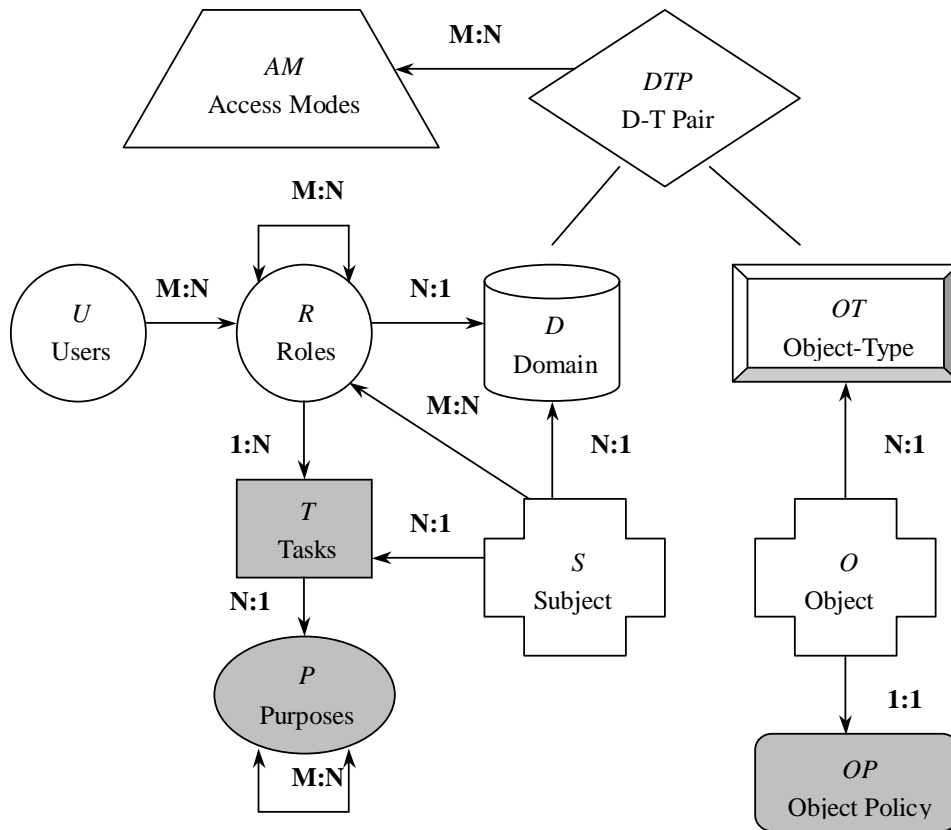 M:N
AM
Access Modes
DTP
D-T Pair
M:N
U
Users
M:N
R
Roles
N:1
D
Domain
OT
Object-Type
M:N
1:N
N:1
N:1
T
Tasks
N:1
S
Subject
O
Object
N:1
P
Purposes
M:N
1:1
OP
Object Policy